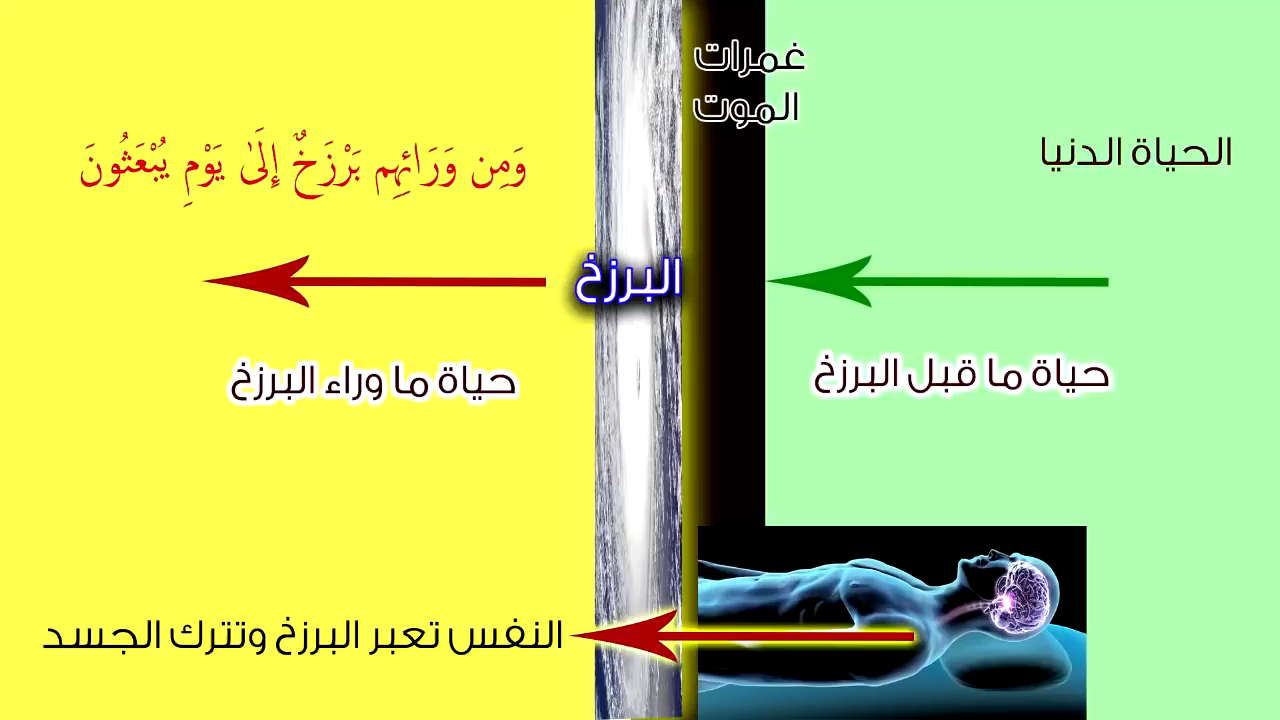 غمرات
الموت
الحياة الدنيا
وَمِن وَرَائِهِم بَرْزَخٌ إِلَىٰ يَوْمِ يُبْعَثُونَ
البرزخ
حياة ما قبل البرزخ
حياة ما وراء البرزخ
النفس تعبر البرزخ وتترك الجسد